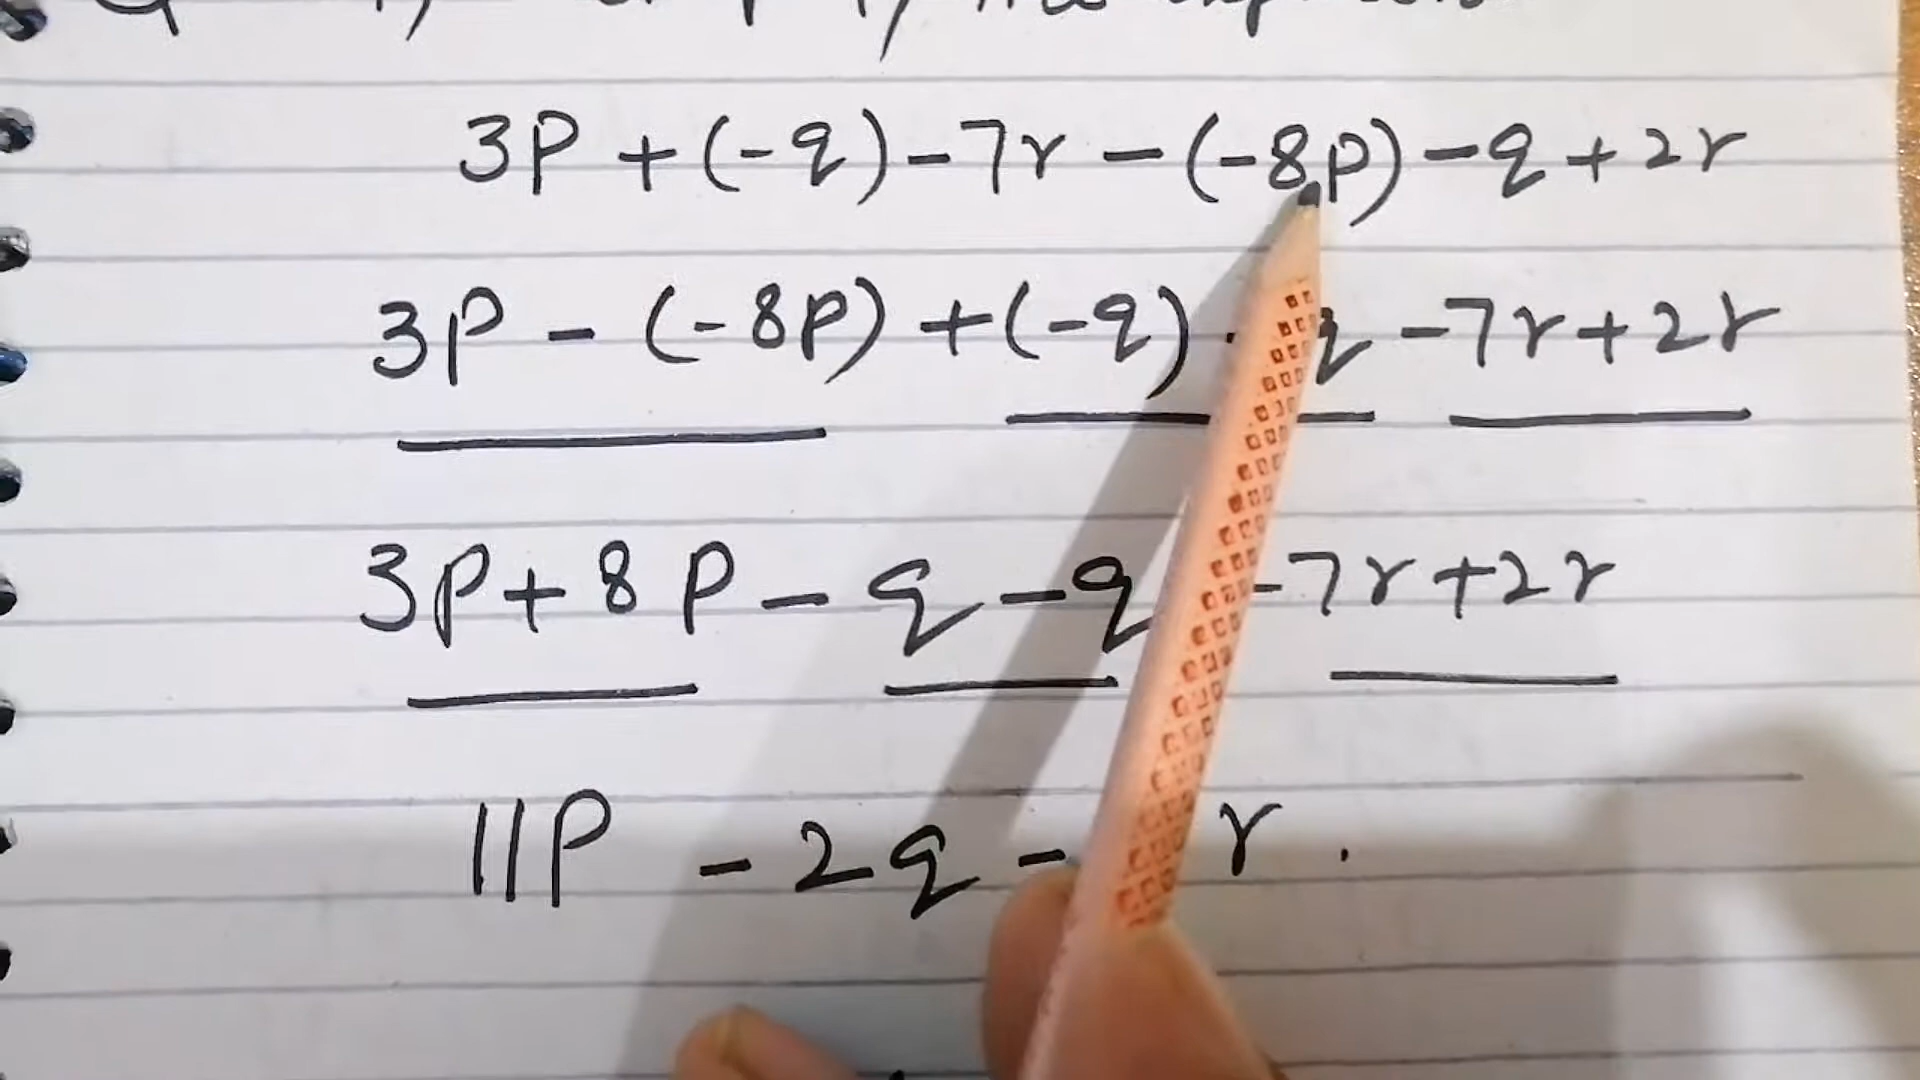 3p + (-q) - 7r - (-8p) - q + 2r
3p - (-8p) + (-q) q - 7r + 2r
3p + 8p - q - q - 7r + 2r
11p - 2q - r.